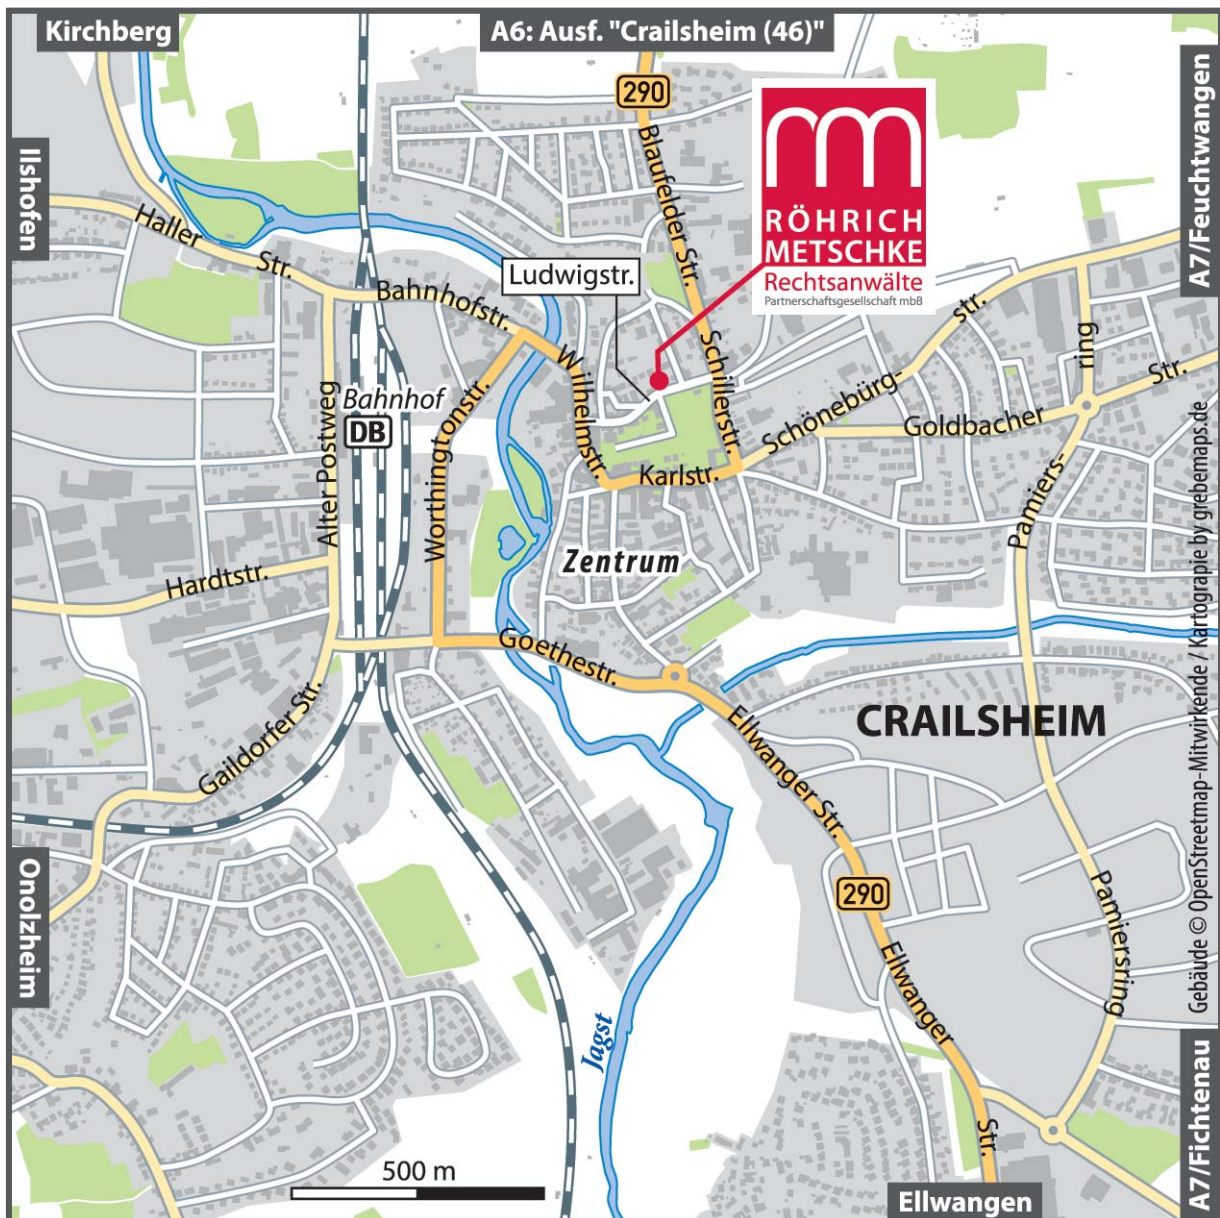 Kirchberg
A6: Ausf. "Crailsheim (46)"
A7/Feuchtwangen
Ilshofen
290
Blaufelder Str.
RÖHRICH
METSCHKE
Rechtsanwälte
Partnerschaftsgesellschaft mbB
Haller
Str.
Bahnhofstr.
Ludwigstr.
Wilhelmstr.
Schillerstr.
Schönebürg-
str.
ring
Str.
Goldbacher
Pamiers-
Bahnhof
DB
Alter Postweg
Worthingtonstr.
Karlstr.
Zentrum
Hardtstr.
Goethestr.
Gaildorfer Str.
CRAILSHEIM
Ellwanger Str.
290
Ellwanger
Str.
Pamiersring
Onolzheim
Jagst
500 m
Ellwangen
A7/Fichtenau
Gebäude © OpenStreetmap-Mitwirkende / Kartograpie by grebemaps.de